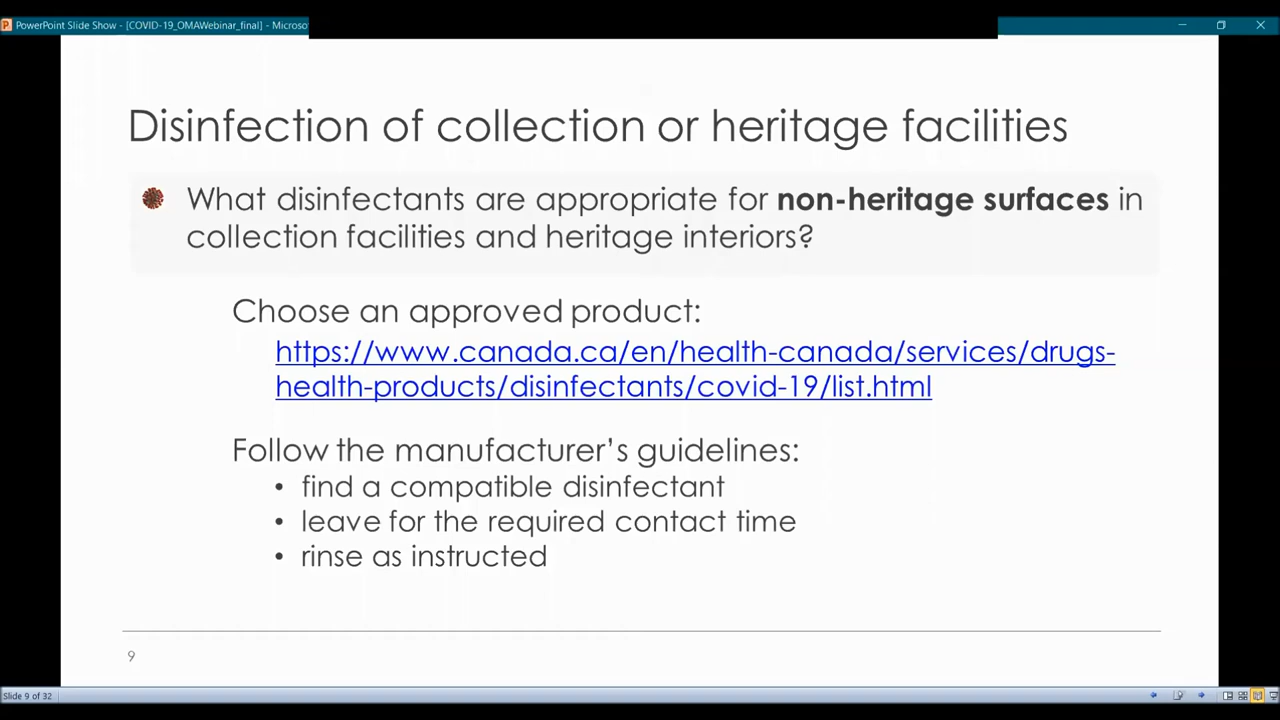 PowerPoint Slide Show - [COVID-19_OMAWebinar_final] - Microso
Disinfection of collection or heritage facilities
What disinfectants are appropriate for non-heritage surfaces in
collection facilities and heritage interiors?
Choose an approved product:
https://www.canada.ca/en/health-canada/services/drugs-
health-products/disinfectants/covid-19/list.html
Follow the manufacturer's guidelines:
• find a compatible disinfectant
• leave for the required contact time
• rinse as instructed
9
Slide 9 of 32